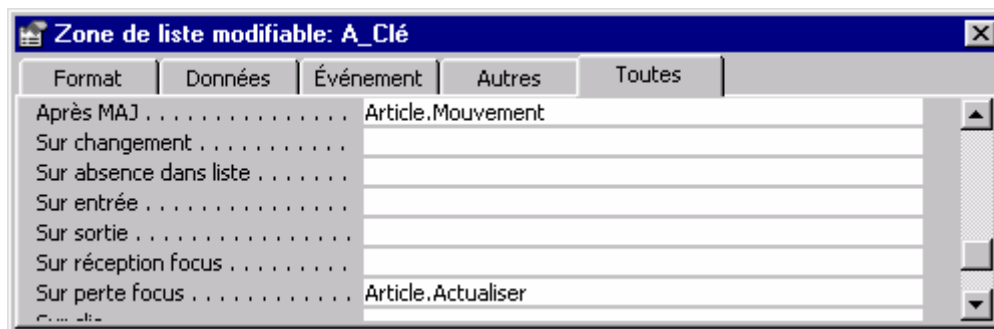 Zone de liste modifiable: A_Clé
Format Données Événement Autres Toutes
Après MAJ . . . . . . . . . . . . . . . . Article.Mouvement
Sur changement . . . . . . . . . . .
Sur absence dans liste . . . . . . .
Sur entrée . . . . . . . . . . . . . . . .
Sur sortie . . . . . . . . . . . . . . . . .
Sur réception focus . . . . . . . . .
Sur perte focus . . . . . . . . . . . . Article.Actualiser